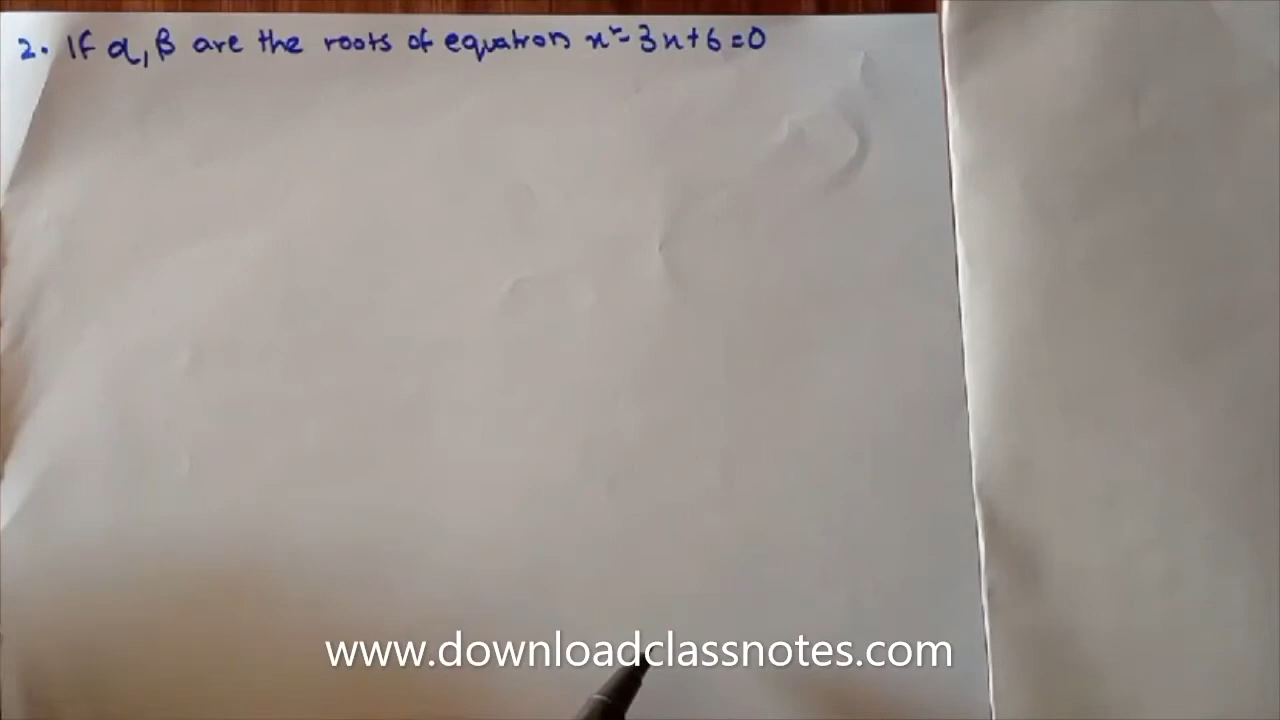 2. If α, β are the roots of equation x² - 3x + 6 = 0
www.downloadclassnotes.com